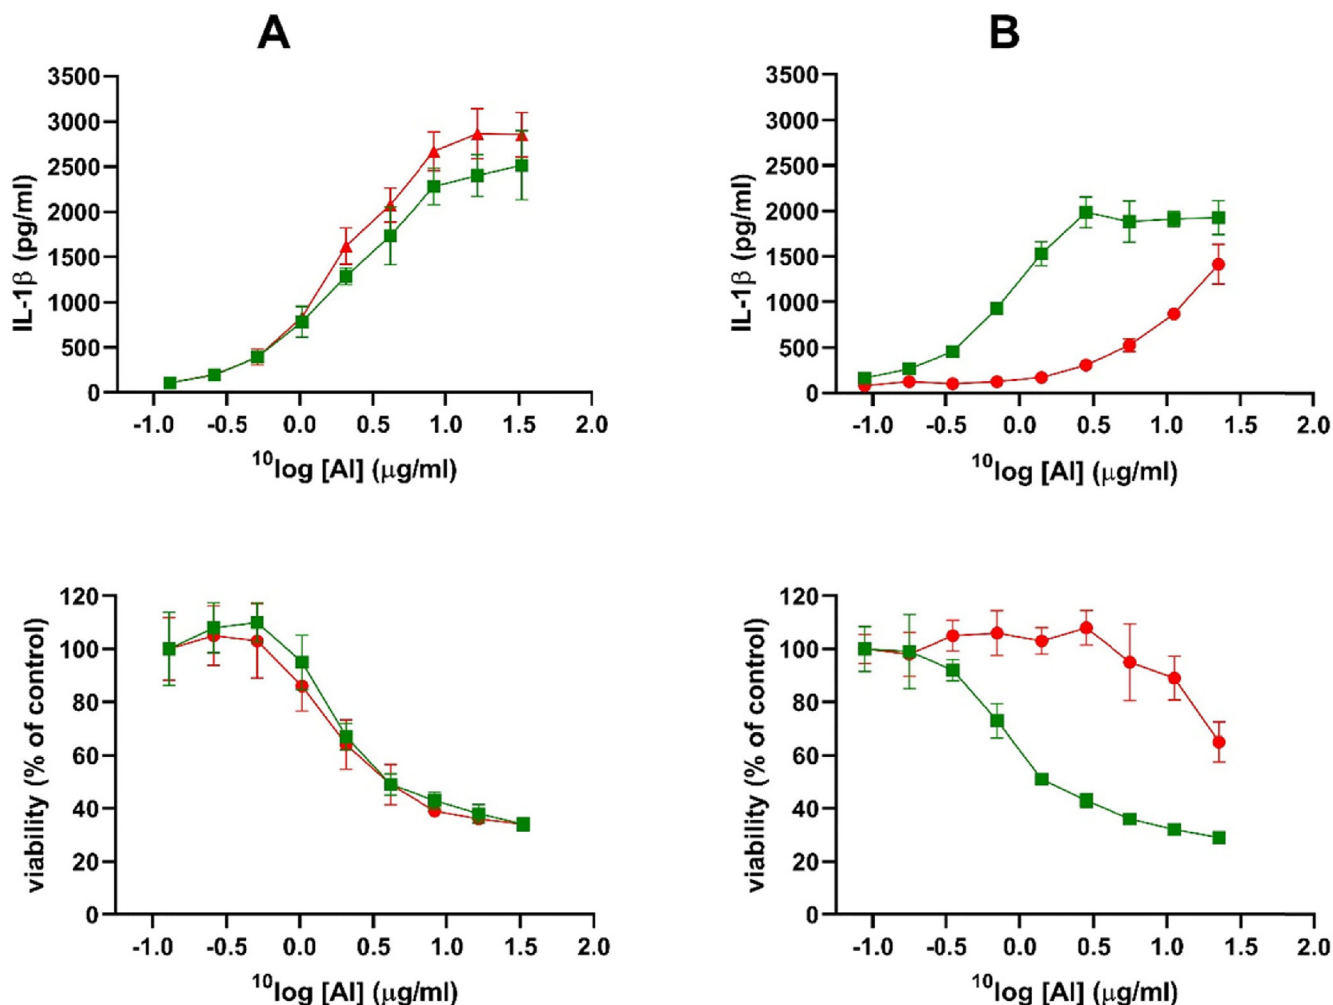 A
3500
3000
2500
2000
1500
1000
500
0
IL-1β (pg/ml)
-1.0 -0.5 0.0 0.5 1.0 1.5 2.0
¹⁰log [Al] (μg/ml)
B
3500
3000
2500
2000
1500
1000
500
0
IL-1β (pg/ml)
-1.0 -0.5 0.0 0.5 1.0 1.5 2.0
¹⁰log [Al] (μg/ml)
120
100
80
60
40
20
0
viability (% of control)
-1.0 -0.5 0.0 0.5 1.0 1.5 2.0
¹⁰log [Al] (μg/ml)
120
100
80
60
40
20
0
viability (% of control)
-1.0 -0.5 0.0 0.5 1.0 1.5 2.0
¹⁰log [Al] (μg/ml)